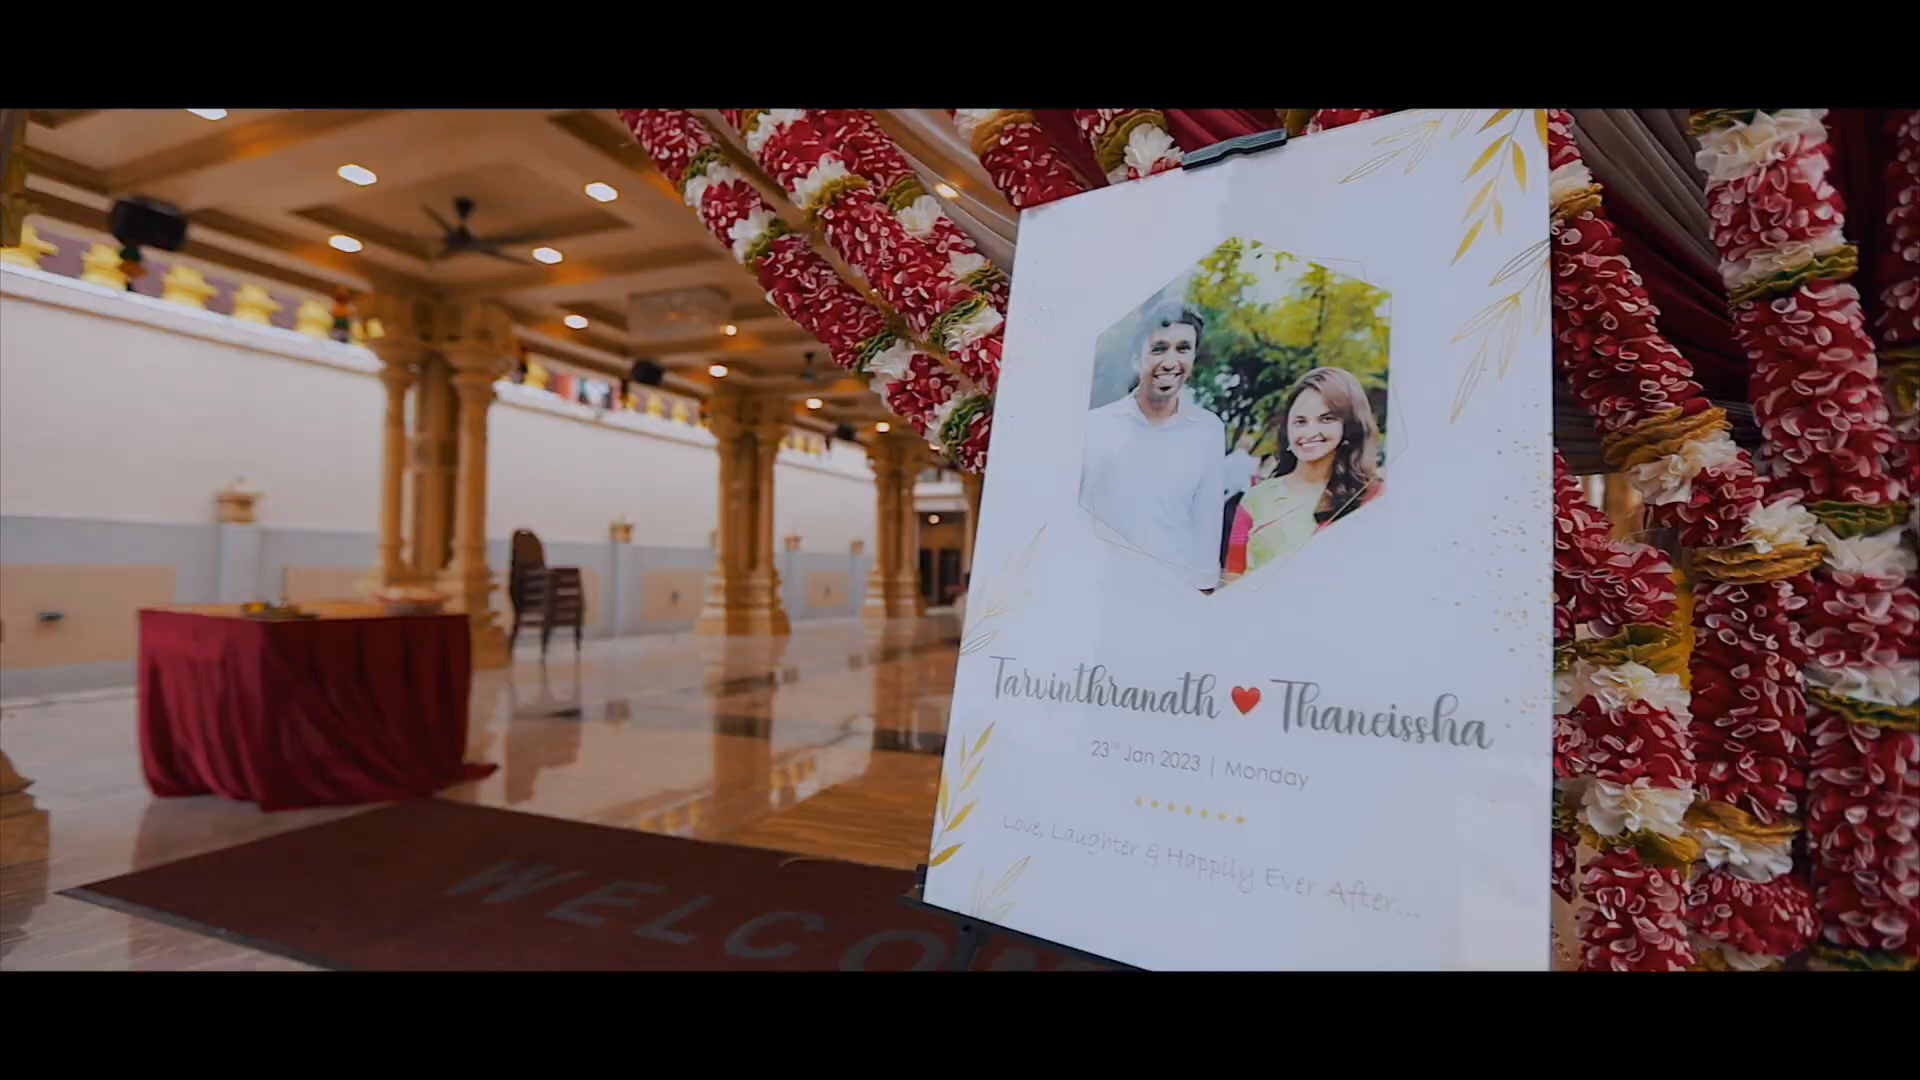 Tarvinthranath ❤ Thaneissha
23rd Jan 2023 | Monday
Love, Laughter & Happily Ever After...
WELCOM